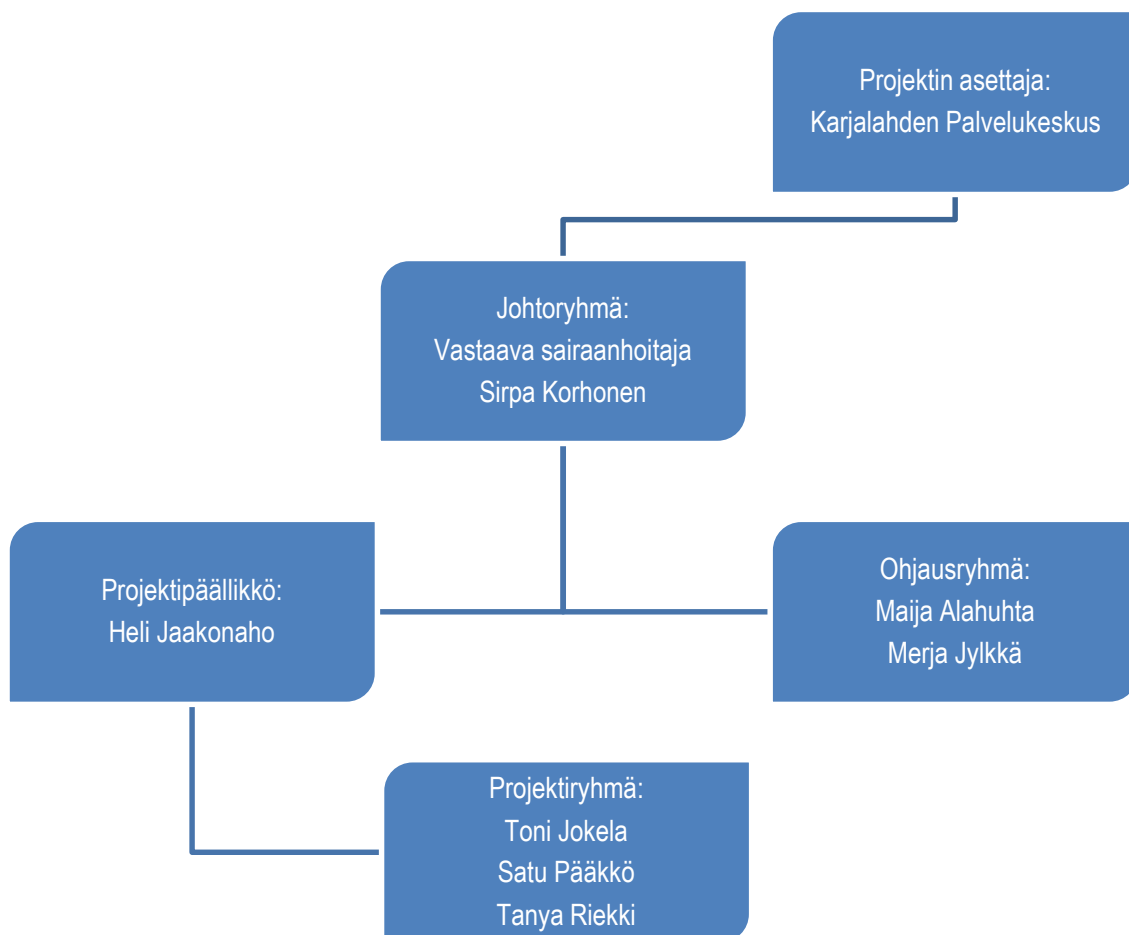 Projektin asettaja:
Karjalahden Palvelukeskus
Johtoryhmä:
Vastaava sairaanhoitaja
Sirpa Korhonen
Projektipäällikkö:
Heli Jaakonaho
Ohjausryhmä:
Maija Alahuhta
Merja Jylkkä
Projektiryhmä:
Toni Jokela
Satu Pääkkö
Tanya Riekki